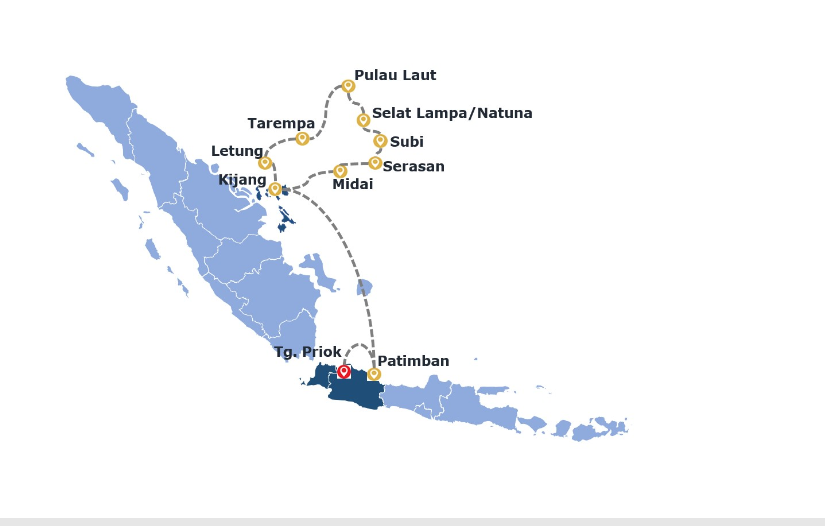 Pulau Laut
Selat Lampa/Natuna
Tarempa
Subi
Letung
Serasan
Kijang
Midai
Tg. Priok
Patimban